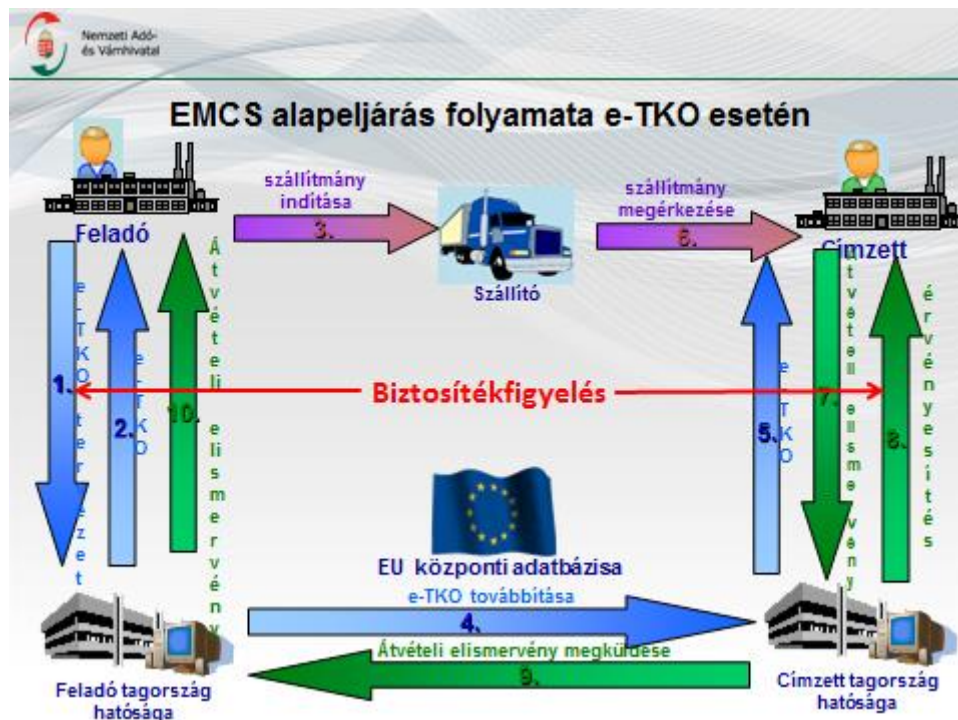 Nemzeti Adó-
és Vámhivatal
EMCS alapeljárás folyamata e-TKO esetén
szállítmány
indítása
3.
szállítmány
megérkezése
6.
Feladó
Szállító
Címzett
1.
e-TKO tervezet
2.
e-TKO
10.
Átvételi elismervény
Biztosítékfigyelés
5.
e-TKO
7.
Átvételi elismervény
8.
érvényesítés
EU központi adatbázisa
e-TKO továbbítása
4.
Átvételi elismervény megküldése
9.
Feladó tagország
hatósága
Címzett tagország
hatósága